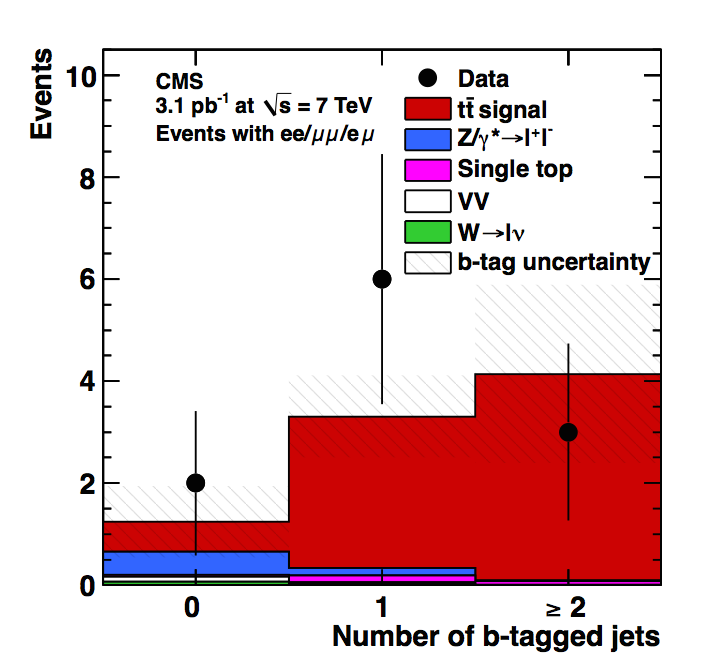 Events
10
8
6
4
2
0
CMS
3.1 pb⁻¹ at √s = 7 TeV
Events with ee/μμ/eμ
Data
tt̄ signal
Z/γ*→l⁺l⁻
Single top
VV
W→lν
b-tag uncertainty
0 1 ≥ 2
Number of b-tagged jets